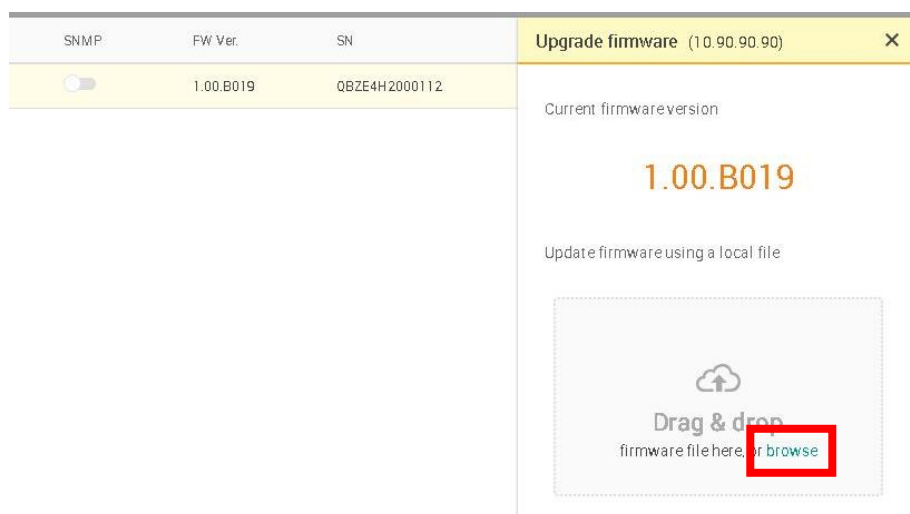 SNMP FW Ver. SN
1.00.B019 QBZE4H2000112
Upgrade firmware (10.90.90.90)
Current firmware version
1.00.B019
Update firmware using a local file
Drag & drop
firmware file here, or browse